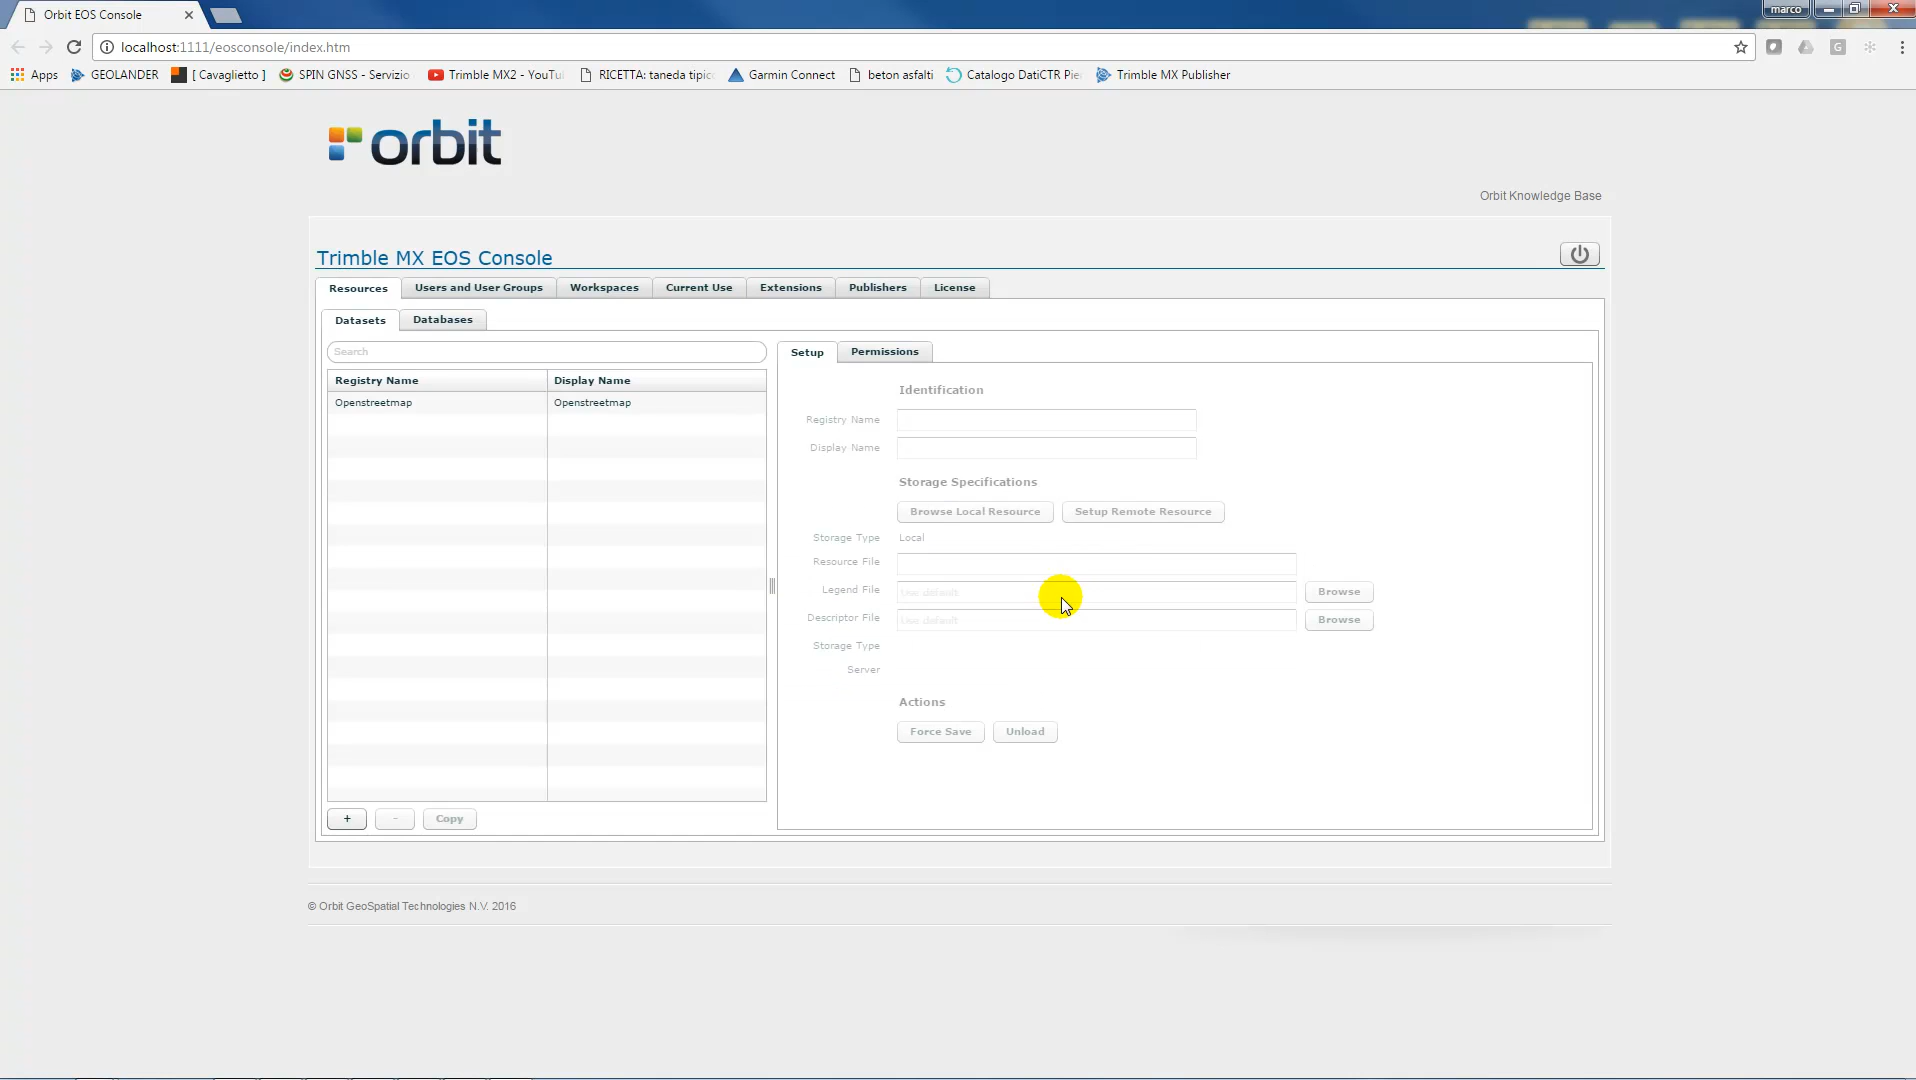 Orbit EOS Console
marco
localhost:1111/eosconsole/index.htm
Apps GEOLANDER [ Cavaglietto ] SPIN GNSS - Servizio Trimble MX2 - YouTu RICETTA: taneda tipic Garmin Connect beton asfalti Catalogo DatiCTR Pie Trimble MX Publisher
orbit
Orbit Knowledge Base
Trimble MX EOS Console
Resources Users and User Groups Workspaces Current Use Extensions Publishers License
Datasets Databases
Search
Setup Permissions
Registry Name Display Name
Openstreetmap Openstreetmap
Identification
Registry Name
Display Name
Storage Specifications
Browse Local Resource Setup Remote Resource
Storage Type Local
Resource File
Legend File Use default Browse
Descriptor File Use default Browse
Storage Type
Server
Actions
Force Save Unload
+ - Copy
© Orbit GeoSpatial Technologies N.V. 2016